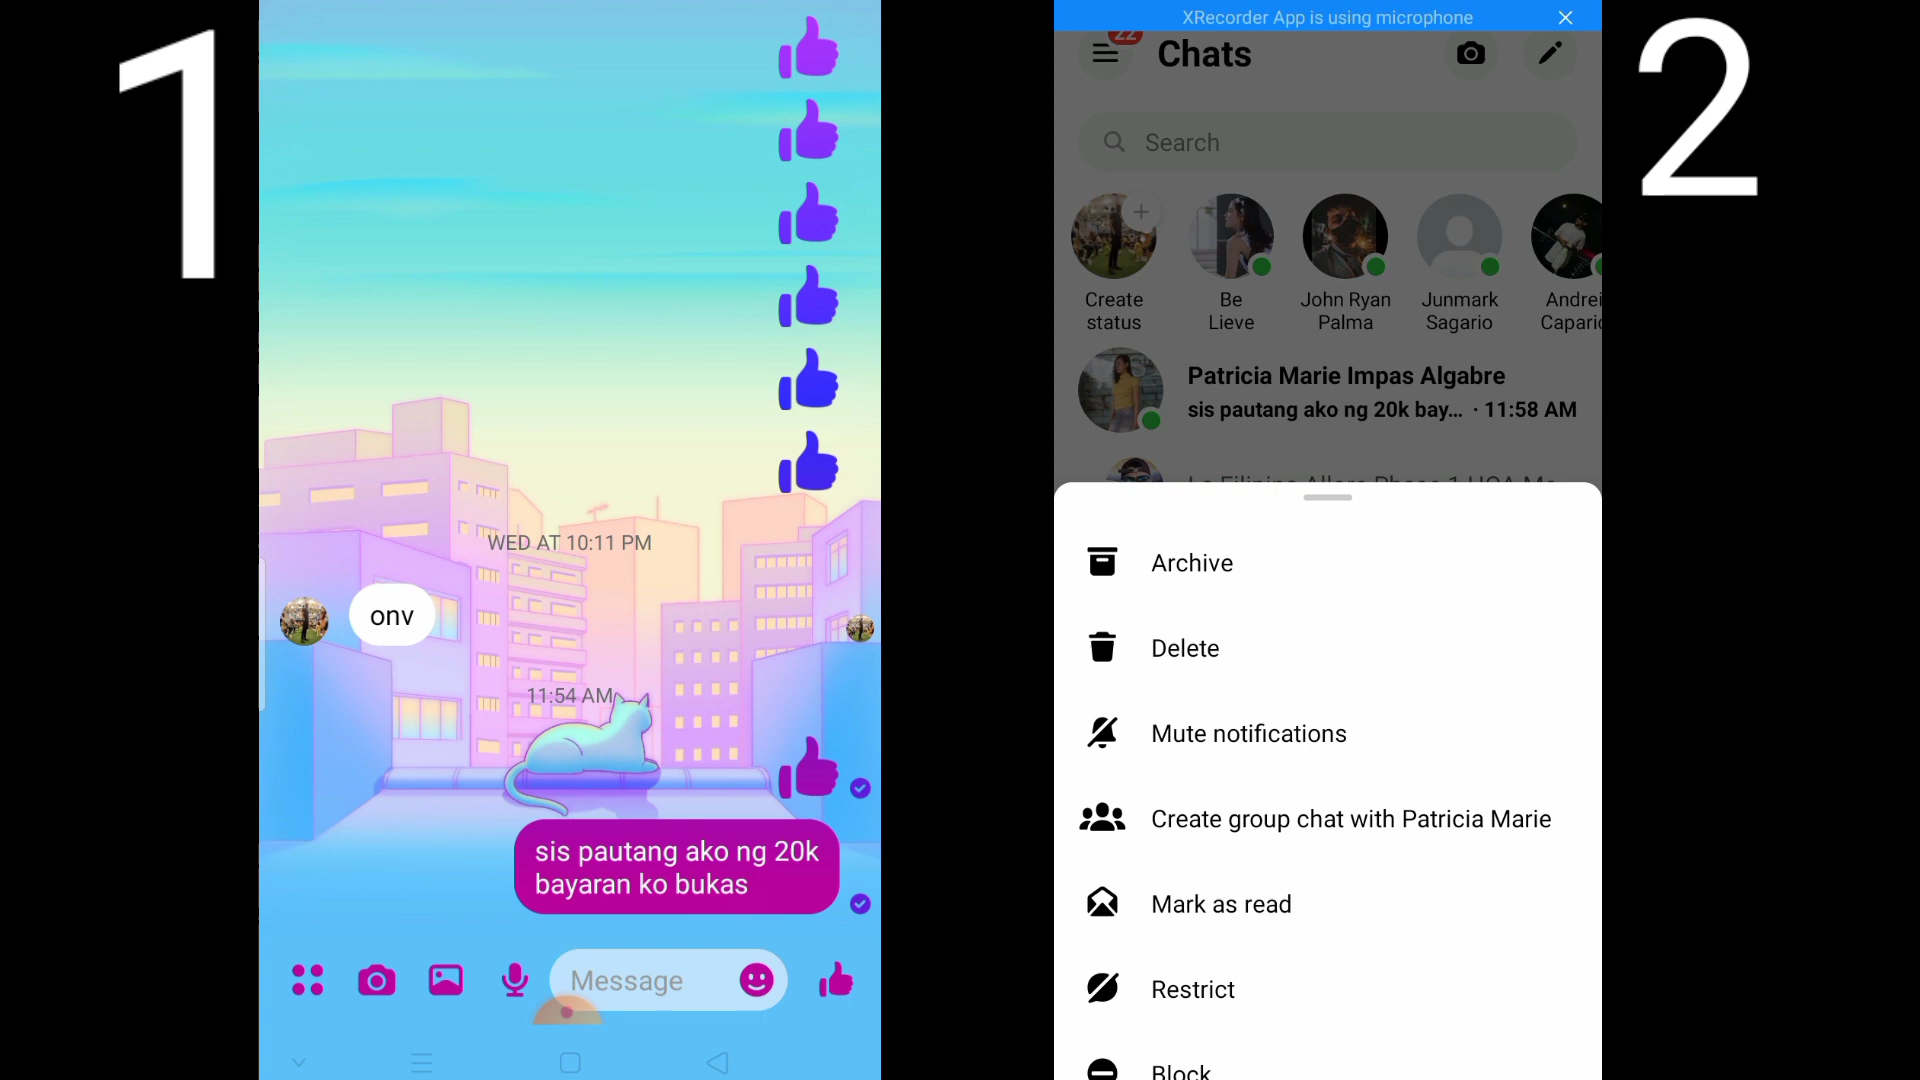 1
WED AT 10:11 PM
onv
11:54 AM
sis pautang ako ng 20k
bayaran ko bukas
Message
XRecorder App is using microphone
22
Chats
Search
Create
status
Be
Lieve
John Ryan
Palma
Junmark
Sagario
Andrei
Caparic
Patricia Marie Impas Algabre
sis pautang ako ng 20k bay... · 11:58 AM
Archive
Delete
Mute notifications
Create group chat with Patricia Marie
Mark as read
Restrict
Block
2